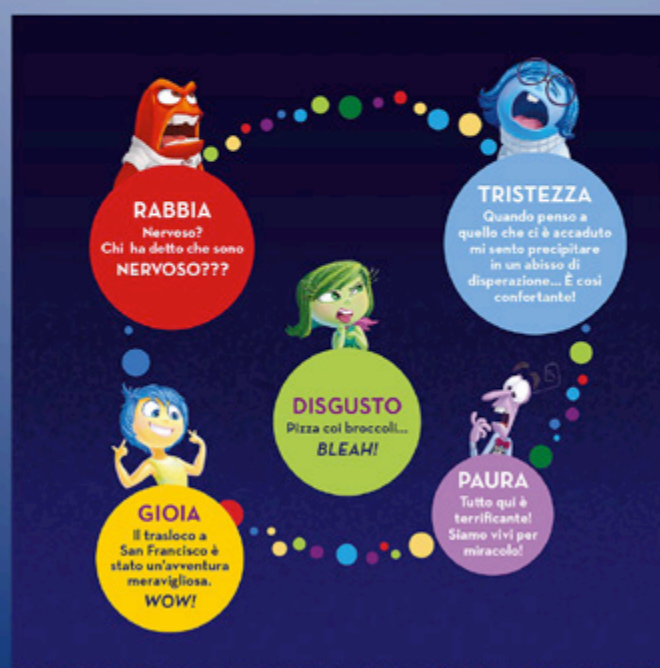 RABBIA
Nervoso?
Chi ha detto che sono
NERVOSO???
TRISTEZZA
Quando penso a
quello che ci è accaduto
mi sento precipitare
in un abisso di
disperazione... È così
confortante!
DISGUSTO
Pizza coi broccoli...
BLEAH!
PAURA
Tutto qui è
terrificante!
Siamo vivi per
miracolo!
GIOIA
Il trasloco a
San Francisco è
stato un'avventura
meravigliosa.
WOW!